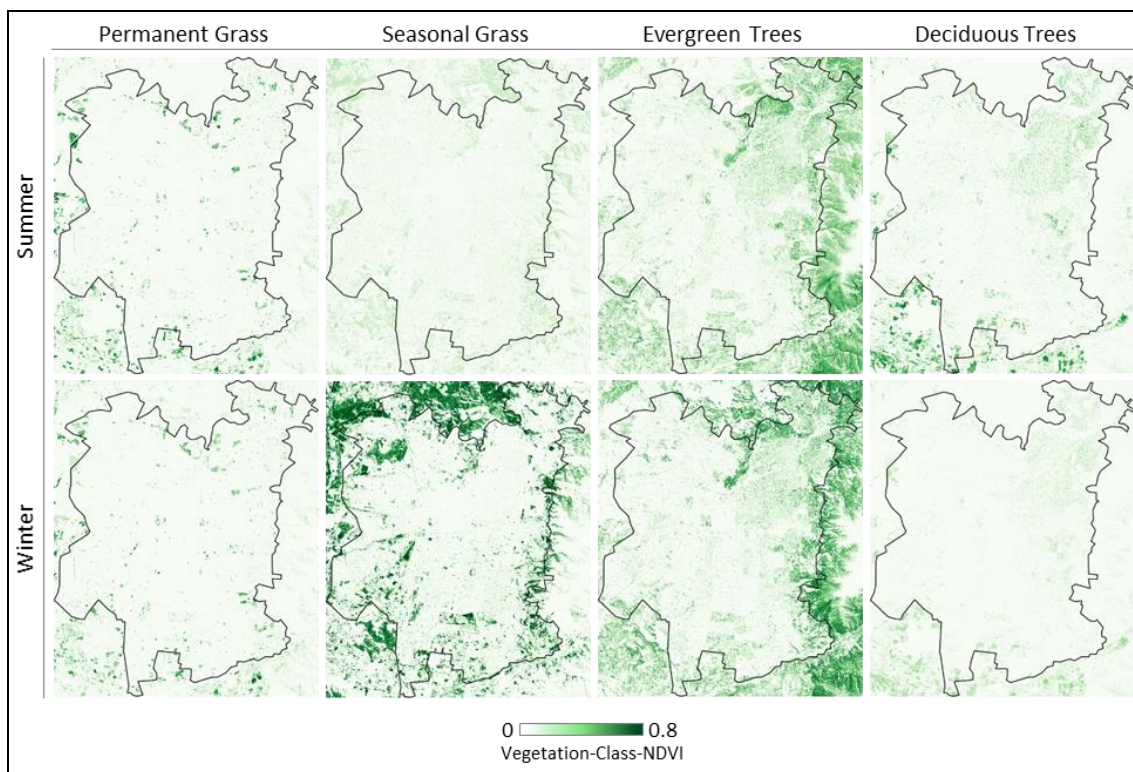 Permanent Grass Seasonal Grass Evergreen Trees Deciduous Trees
Summer
Winter
0 0.8
Vegetation-Class-NDVI